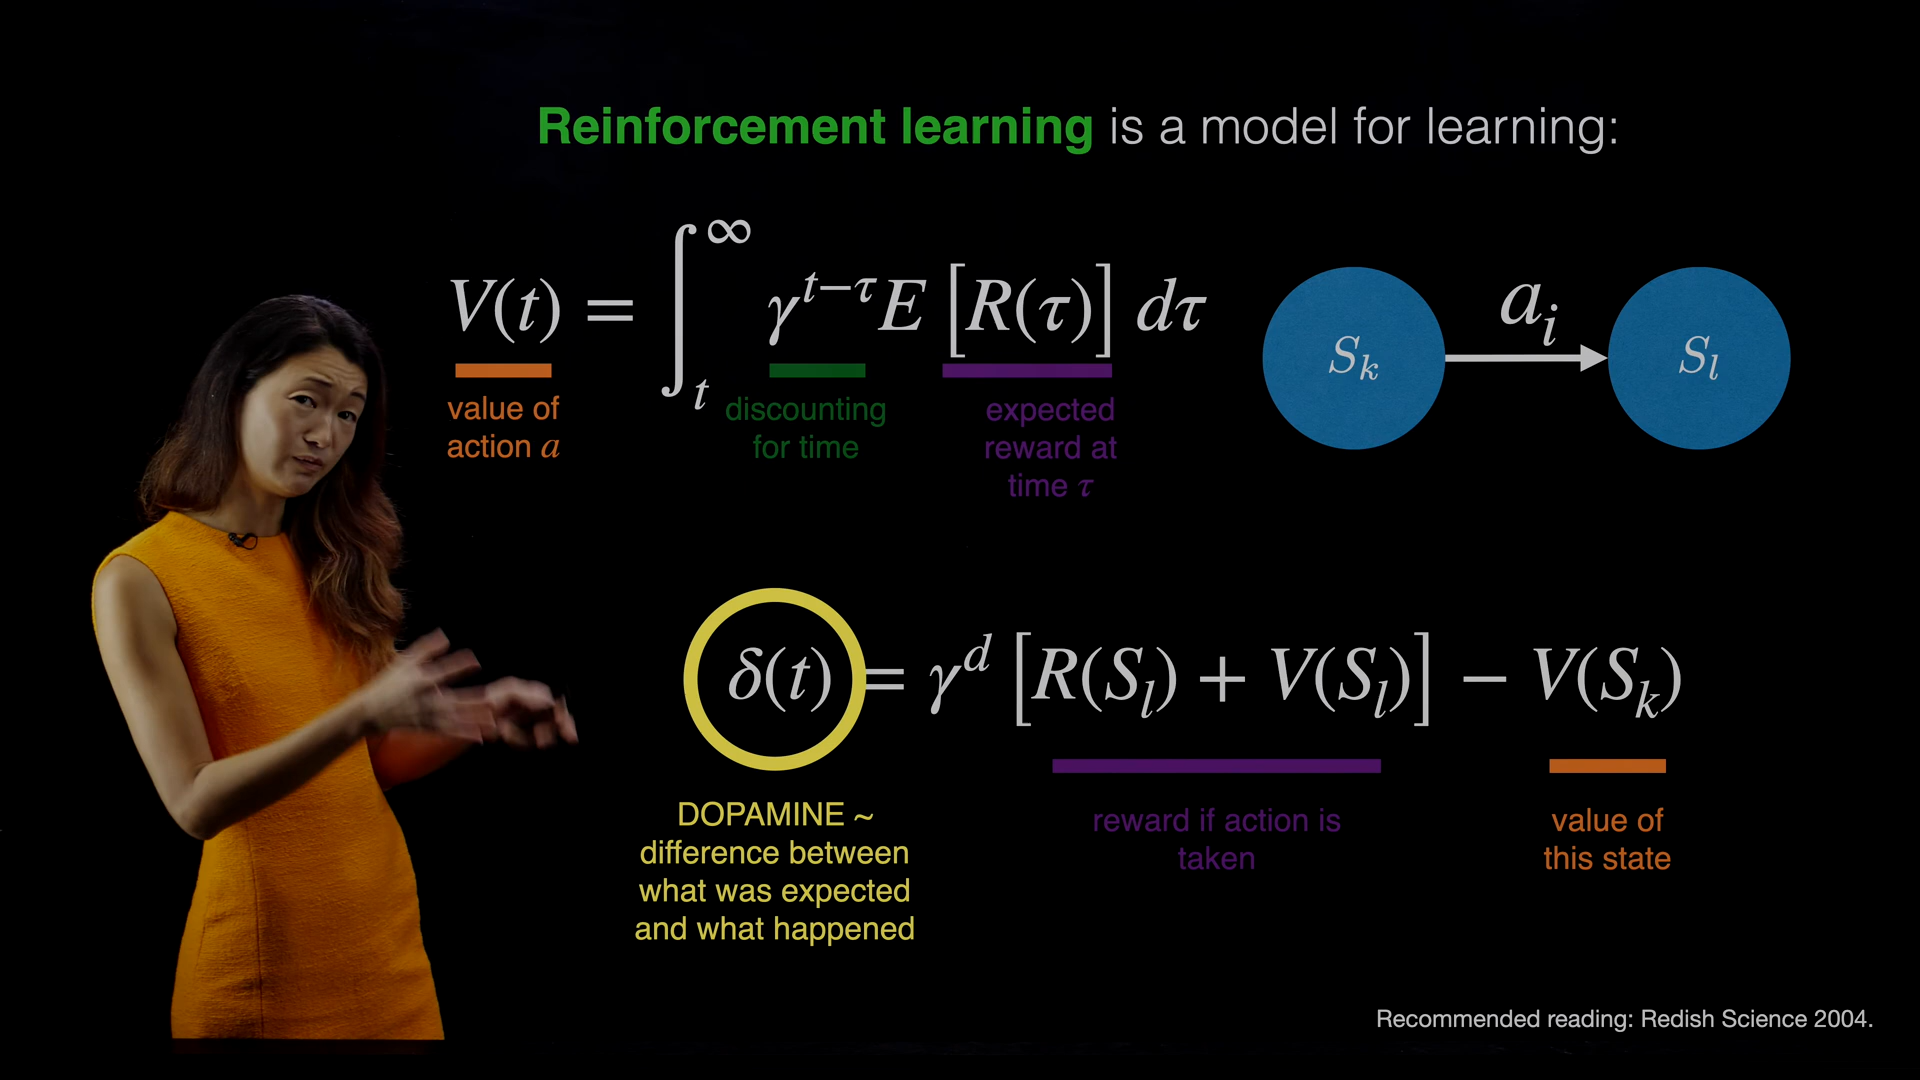 Reinforcement learning is a model for learning:
V(t) = ∫_t^∞ γ^{t−τ} E [R(τ)] dτ
value of
action a
discounting
for time
expected
reward at
time τ
S_k
a_i
S_l
δ(t) = γ^d [R(S_l) + V(S_l)] − V(S_k)
DOPAMINE ~
difference between
what was expected
and what happened
reward if action is
taken
value of
this state
Recommended reading: Redish Science 2004.